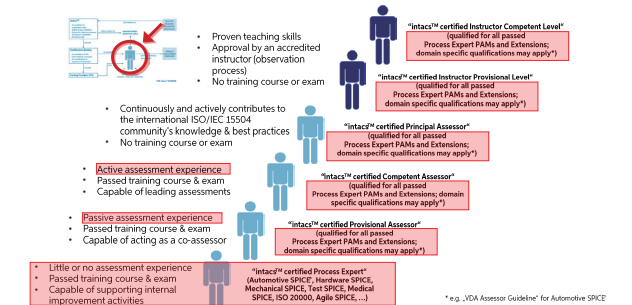 "intacs™ certified Instructor Competent Level"
(qualified for all passed
Process Expert PAMs and Extensions;
domain specific qualifications may apply*)
• Proven teaching skills
• Approval by an accredited
instructor (observation
process)
• No training course or exam
"intacs™ certified Instructor Provisional Level"
(qualified for all passed
Process Expert PAMs and Extensions;
domain specific qualifications may apply*)
• Continuously and actively contributes to
the international ISO/IEC 15504
community's knowledge & best practices
• No training course or exam
"intacs™ certified Principal Assessor"
(qualified for all passed
Process Expert PAMs and Extensions;
domain specific qualifications may apply*)
• Active assessment experience
• Passed training course & exam
• Capable of leading assessments
"intacs™ certified Competent Assessor"
(qualified for all passed
Process Expert PAMs and Extensions; domain
specific qualifications may apply*)
• Passive assessment experience
• Passed training course & exam
• Capable of acting as a co-assessor
"intacs™ certified Provisional Assessor"
(qualified for all passed
Process Expert PAMs and Extensions;
domain specific qualifications may apply*)
• Little or no assessment experience
• Passed training course & exam
• Capable of supporting internal
improvement activities
"intacs™ certified Process Expert"
(Automotive SPICE', Hardware SPICE,
Mechanical SPICE, Test SPICE, Medical
SPICE, ISO 20000, Agile SPICE, ...)
* e.g. „VDA Assessor Guideline" for Automotive SPICE'